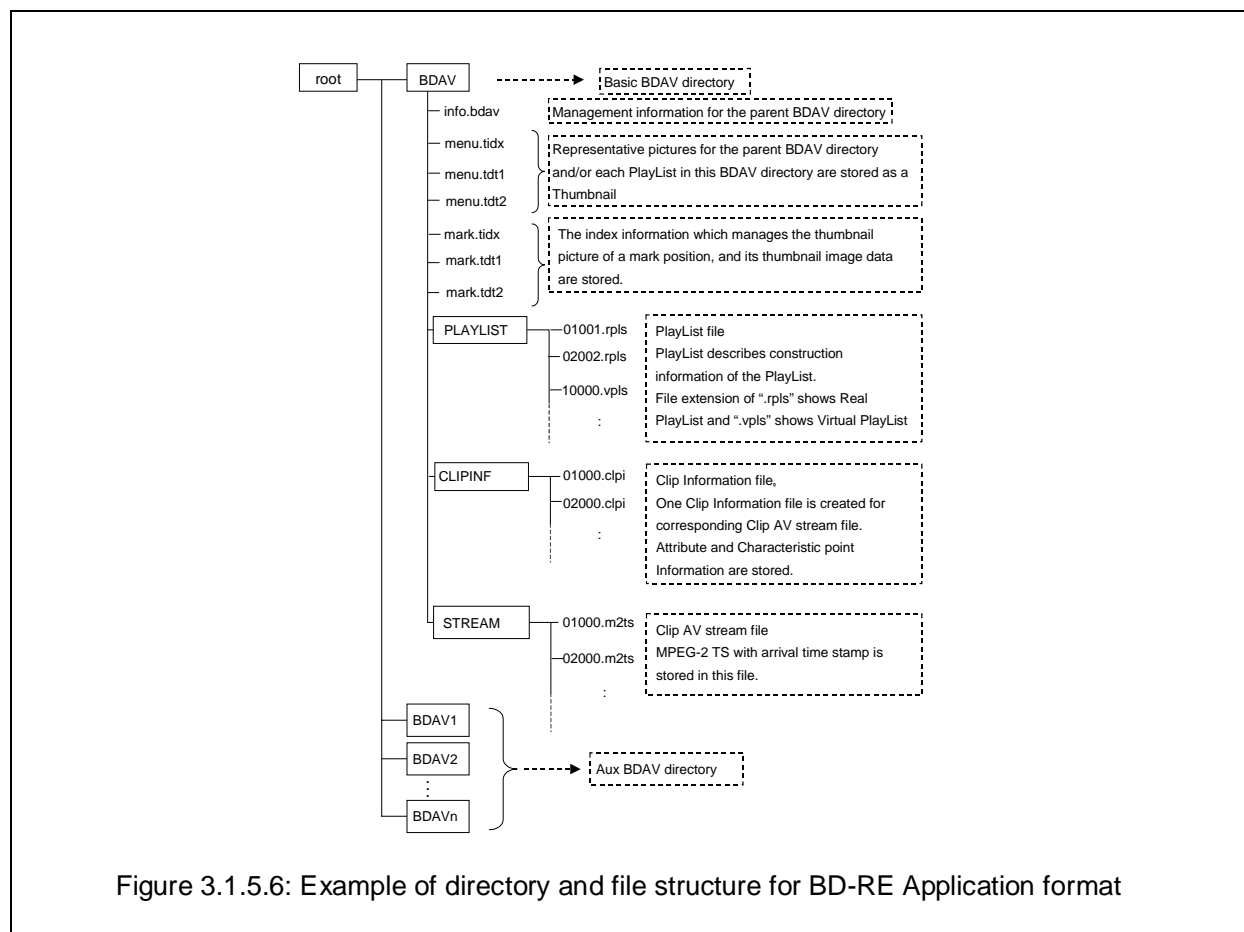 root
BDAV
Basic BDAV directory
info.bdav
Management information for the parent BDAV directory
menu.tidx
menu.tdt1
menu.tdt2
Representative pictures for the parent BDAV directory
and/or each PlayList in this BDAV directory are stored as a
Thumbnail
mark.tidx
mark.tdt1
mark.tdt2
The index information which manages the thumbnail
picture of a mark position, and its thumbnail image data
are stored.
PLAYLIST
01001.rpls
02002.rpls
10000.vpls
:
PlayList file
PlayList describes construction
information of the PlayList.
File extension of “.rpls” shows Real
PlayList and “.vpls” shows Virtual PlayList
CLIPINF
01000.clpi
02000.clpi
:
Clip Information file。
One Clip Information file is created for
corresponding Clip AV stream file.
Attribute and Characteristic point
Information are stored.
STREAM
01000.m2ts
02000.m2ts
:
Clip AV stream file
MPEG-2 TS with arrival time stamp is
stored in this file.
BDAV1
BDAV2
BDAVn
Aux BDAV directory
Figure 3.1.5.6: Example of directory and file structure for BD-RE Application format